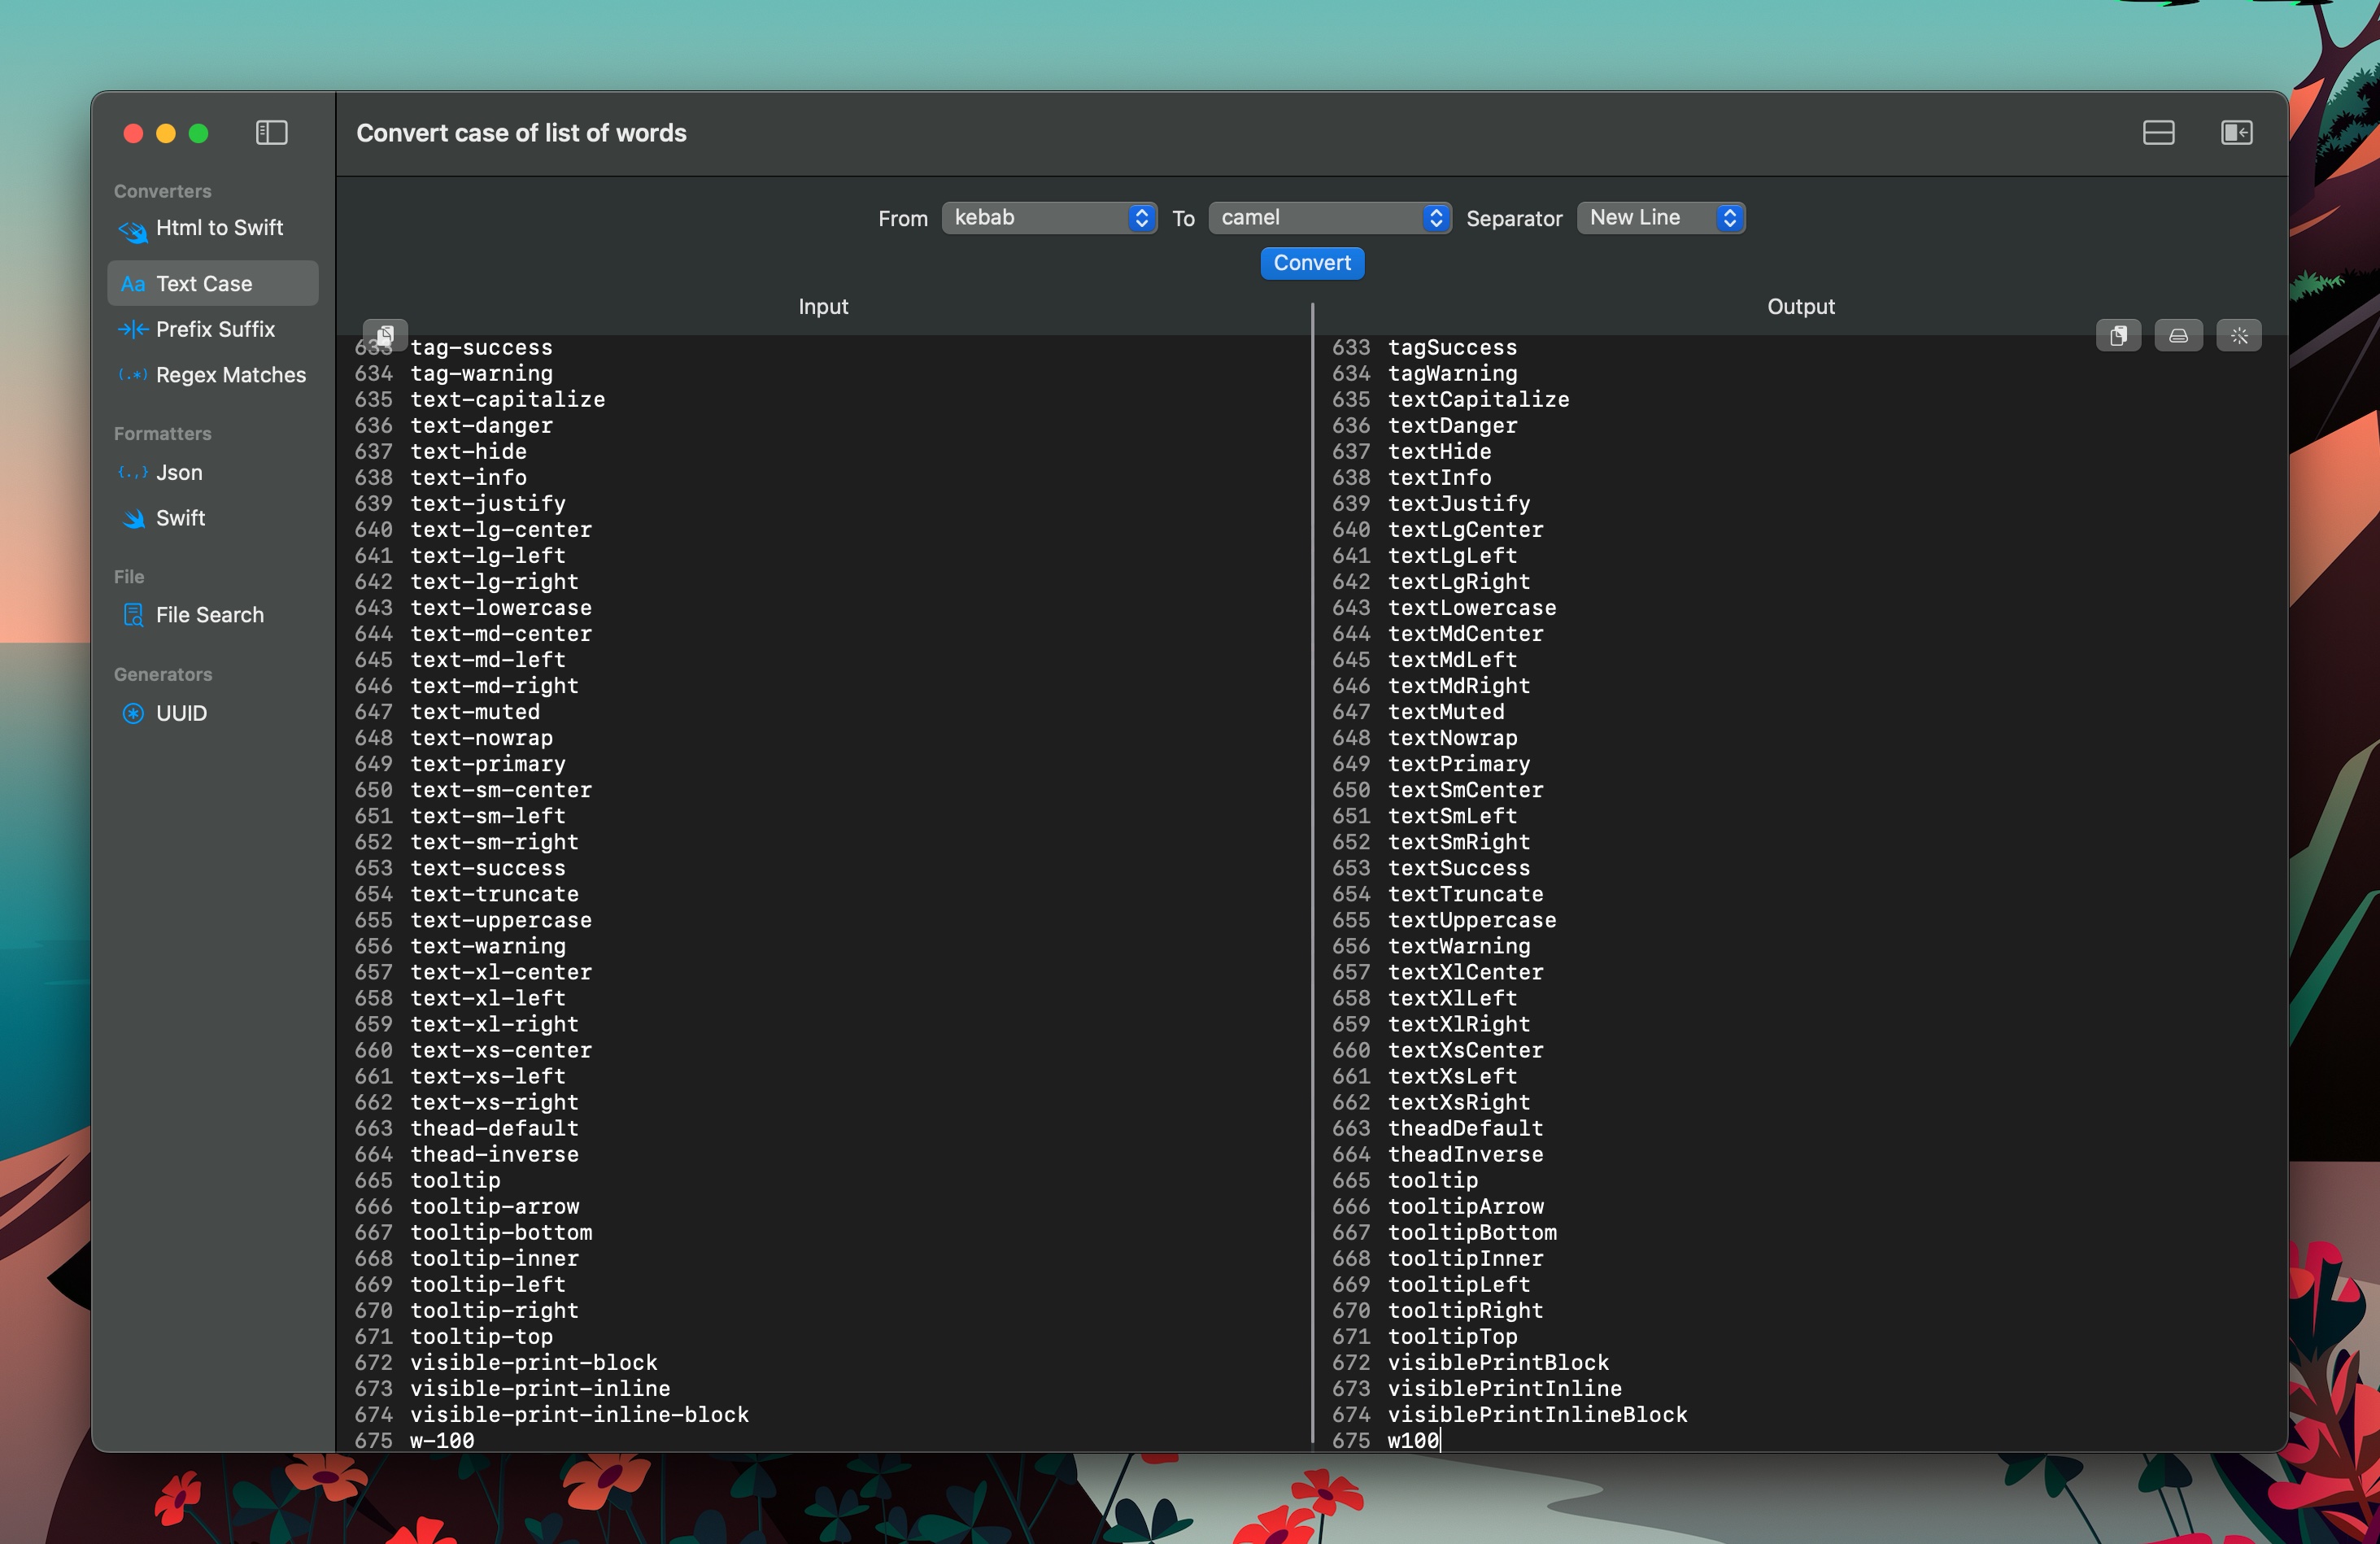 Convert case of list of words
Converters
Html to Swift
Aa Text Case
Prefix Suffix
(.*) Regex Matches
Formatters
{.,} Json
Swift
File
File Search
Generators
UUID
From kebab To camel Separator New Line
Convert
Input
633 tag-success
634 tag-warning
635 text-capitalize
636 text-danger
637 text-hide
638 text-info
639 text-justify
640 text-lg-center
641 text-lg-left
642 text-lg-right
643 text-lowercase
644 text-md-center
645 text-md-left
646 text-md-right
647 text-muted
648 text-nowrap
649 text-primary
650 text-sm-center
651 text-sm-left
652 text-sm-right
653 text-success
654 text-truncate
655 text-uppercase
656 text-warning
657 text-xl-center
658 text-xl-left
659 text-xl-right
660 text-xs-center
661 text-xs-left
662 text-xs-right
663 thead-default
664 thead-inverse
665 tooltip
666 tooltip-arrow
667 tooltip-bottom
668 tooltip-inner
669 tooltip-left
670 tooltip-right
671 tooltip-top
672 visible-print-block
673 visible-print-inline
674 visible-print-inline-block
675 w-100
Output
633 tagSuccess
634 tagWarning
635 textCapitalize
636 textDanger
637 textHide
638 textInfo
639 textJustify
640 textLgCenter
641 textLgLeft
642 textLgRight
643 textLowercase
644 textMdCenter
645 textMdLeft
646 textMdRight
647 textMuted
648 textNowrap
649 textPrimary
650 textSmCenter
651 textSmLeft
652 textSmRight
653 textSuccess
654 textTruncate
655 textUppercase
656 textWarning
657 textXlCenter
658 textXlLeft
659 textXlRight
660 textXsCenter
661 textXsLeft
662 textXsRight
663 theadDefault
664 theadInverse
665 tooltip
666 tooltipArrow
667 tooltipBottom
668 tooltipInner
669 tooltipLeft
670 tooltipRight
671 tooltipTop
672 visiblePrintBlock
673 visiblePrintInline
674 visiblePrintInlineBlock
675 w100